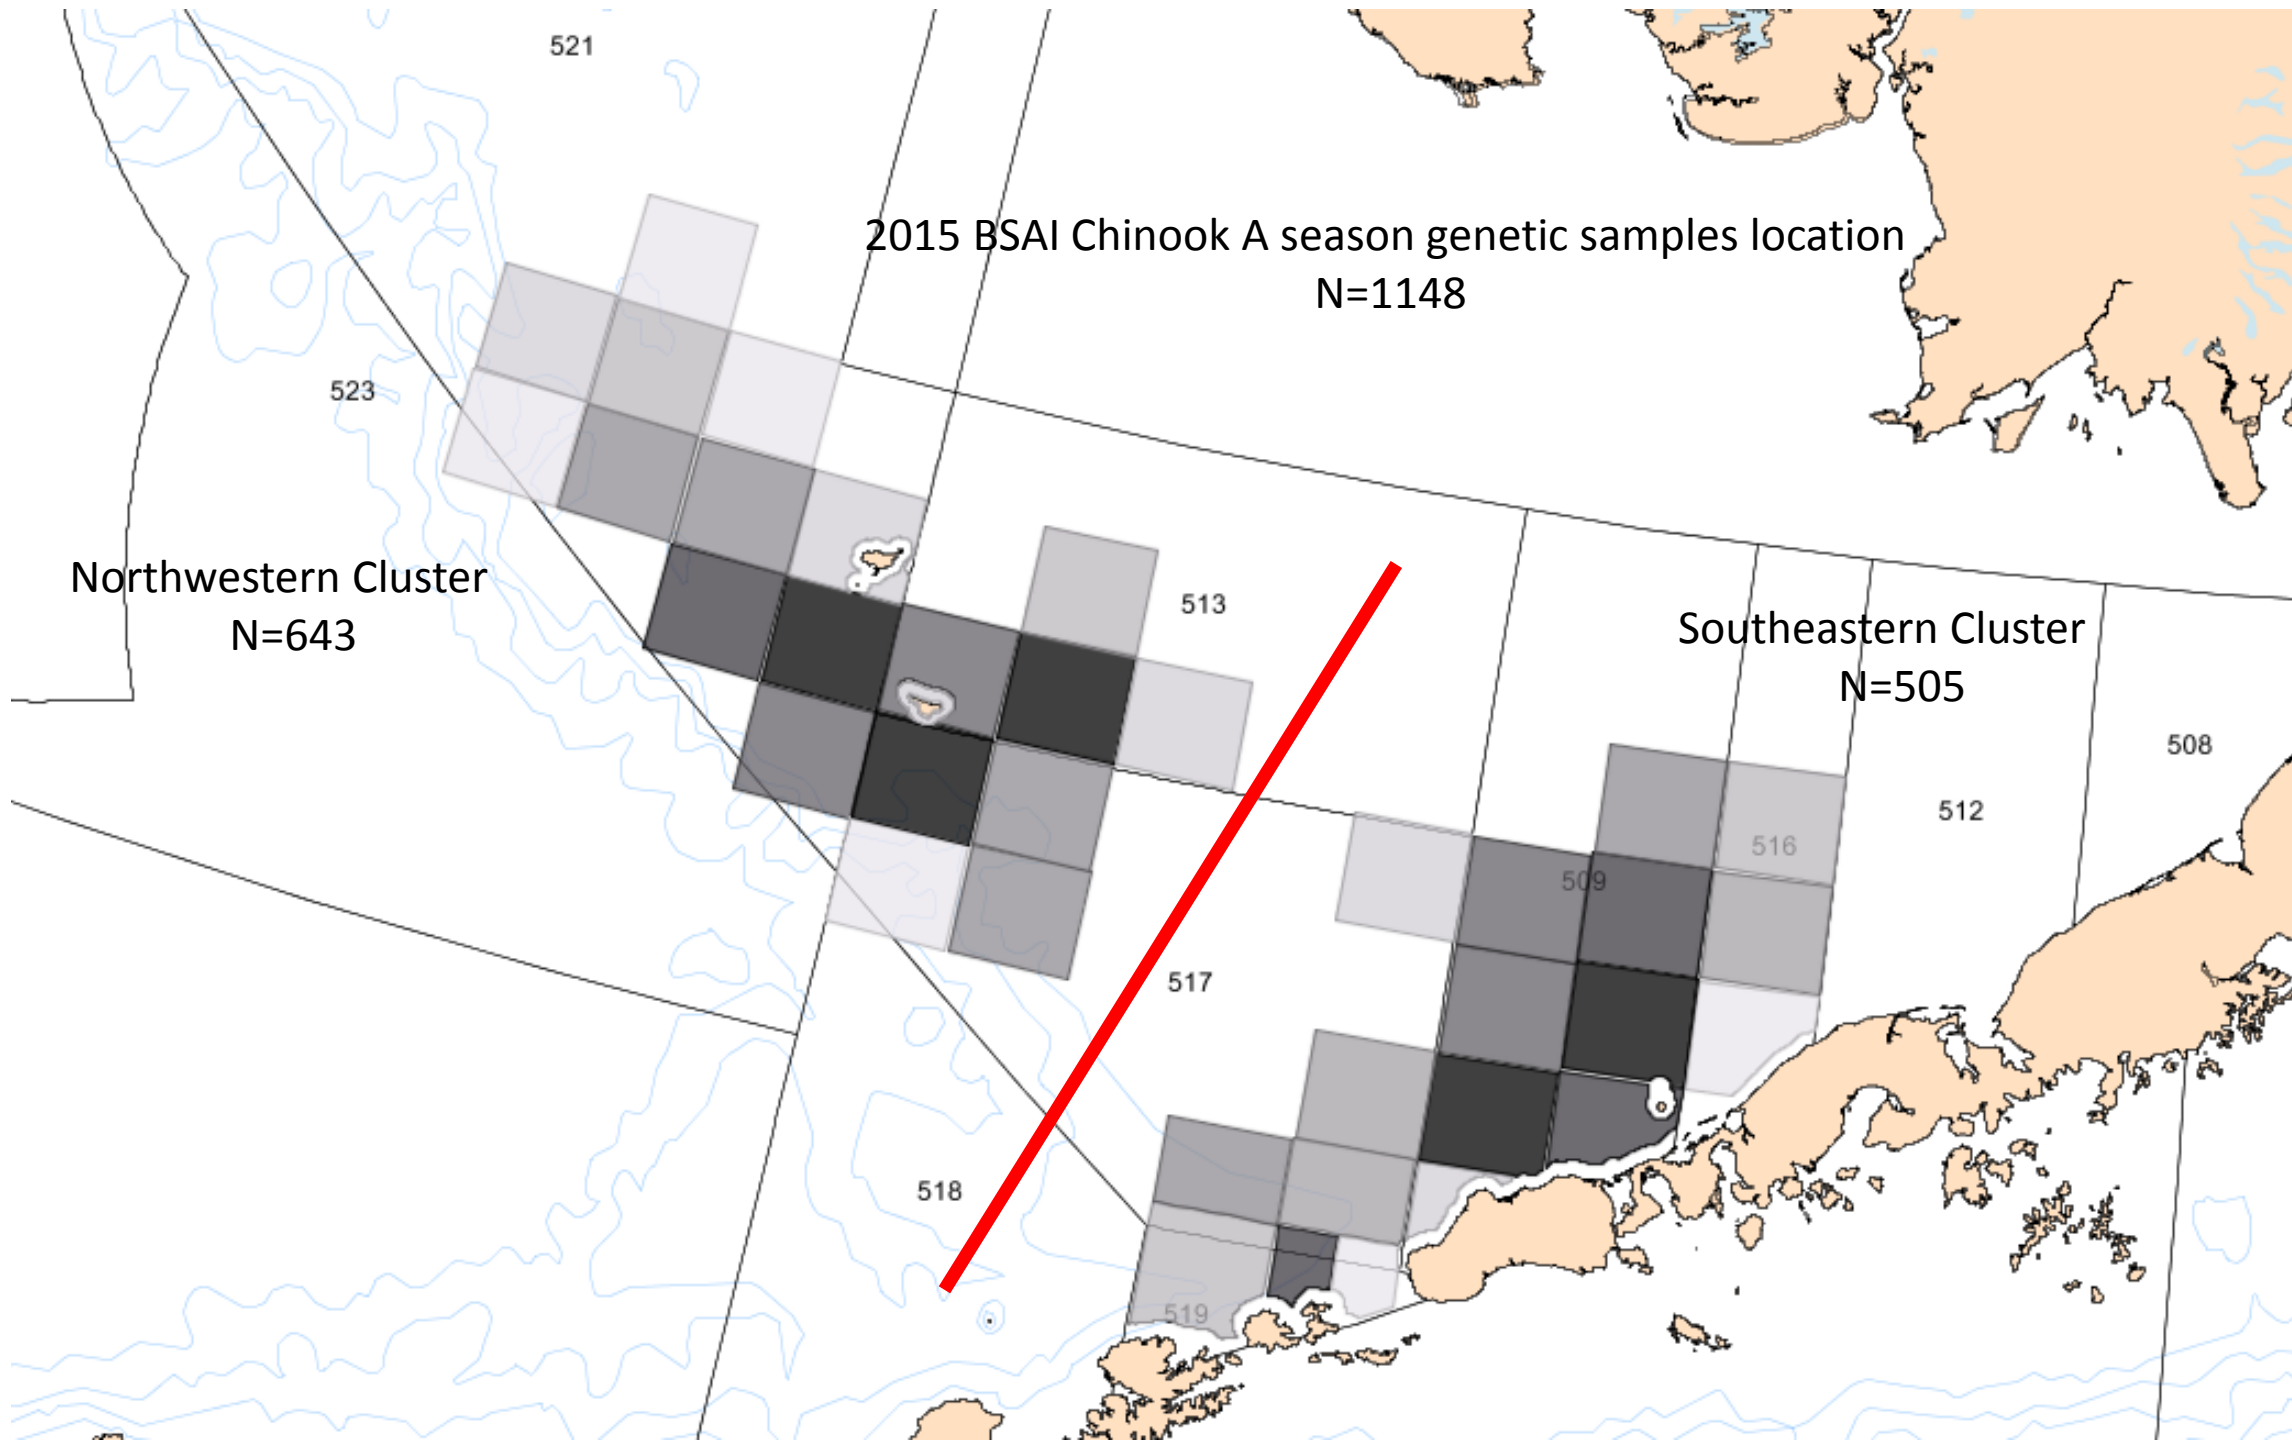 521
2015 BSAI Chinook A season genetic samples location
N=1148
523
Northwestern Cluster
N=643
513
Southeastern Cluster
N=505
508
512
516
509
517
518
519